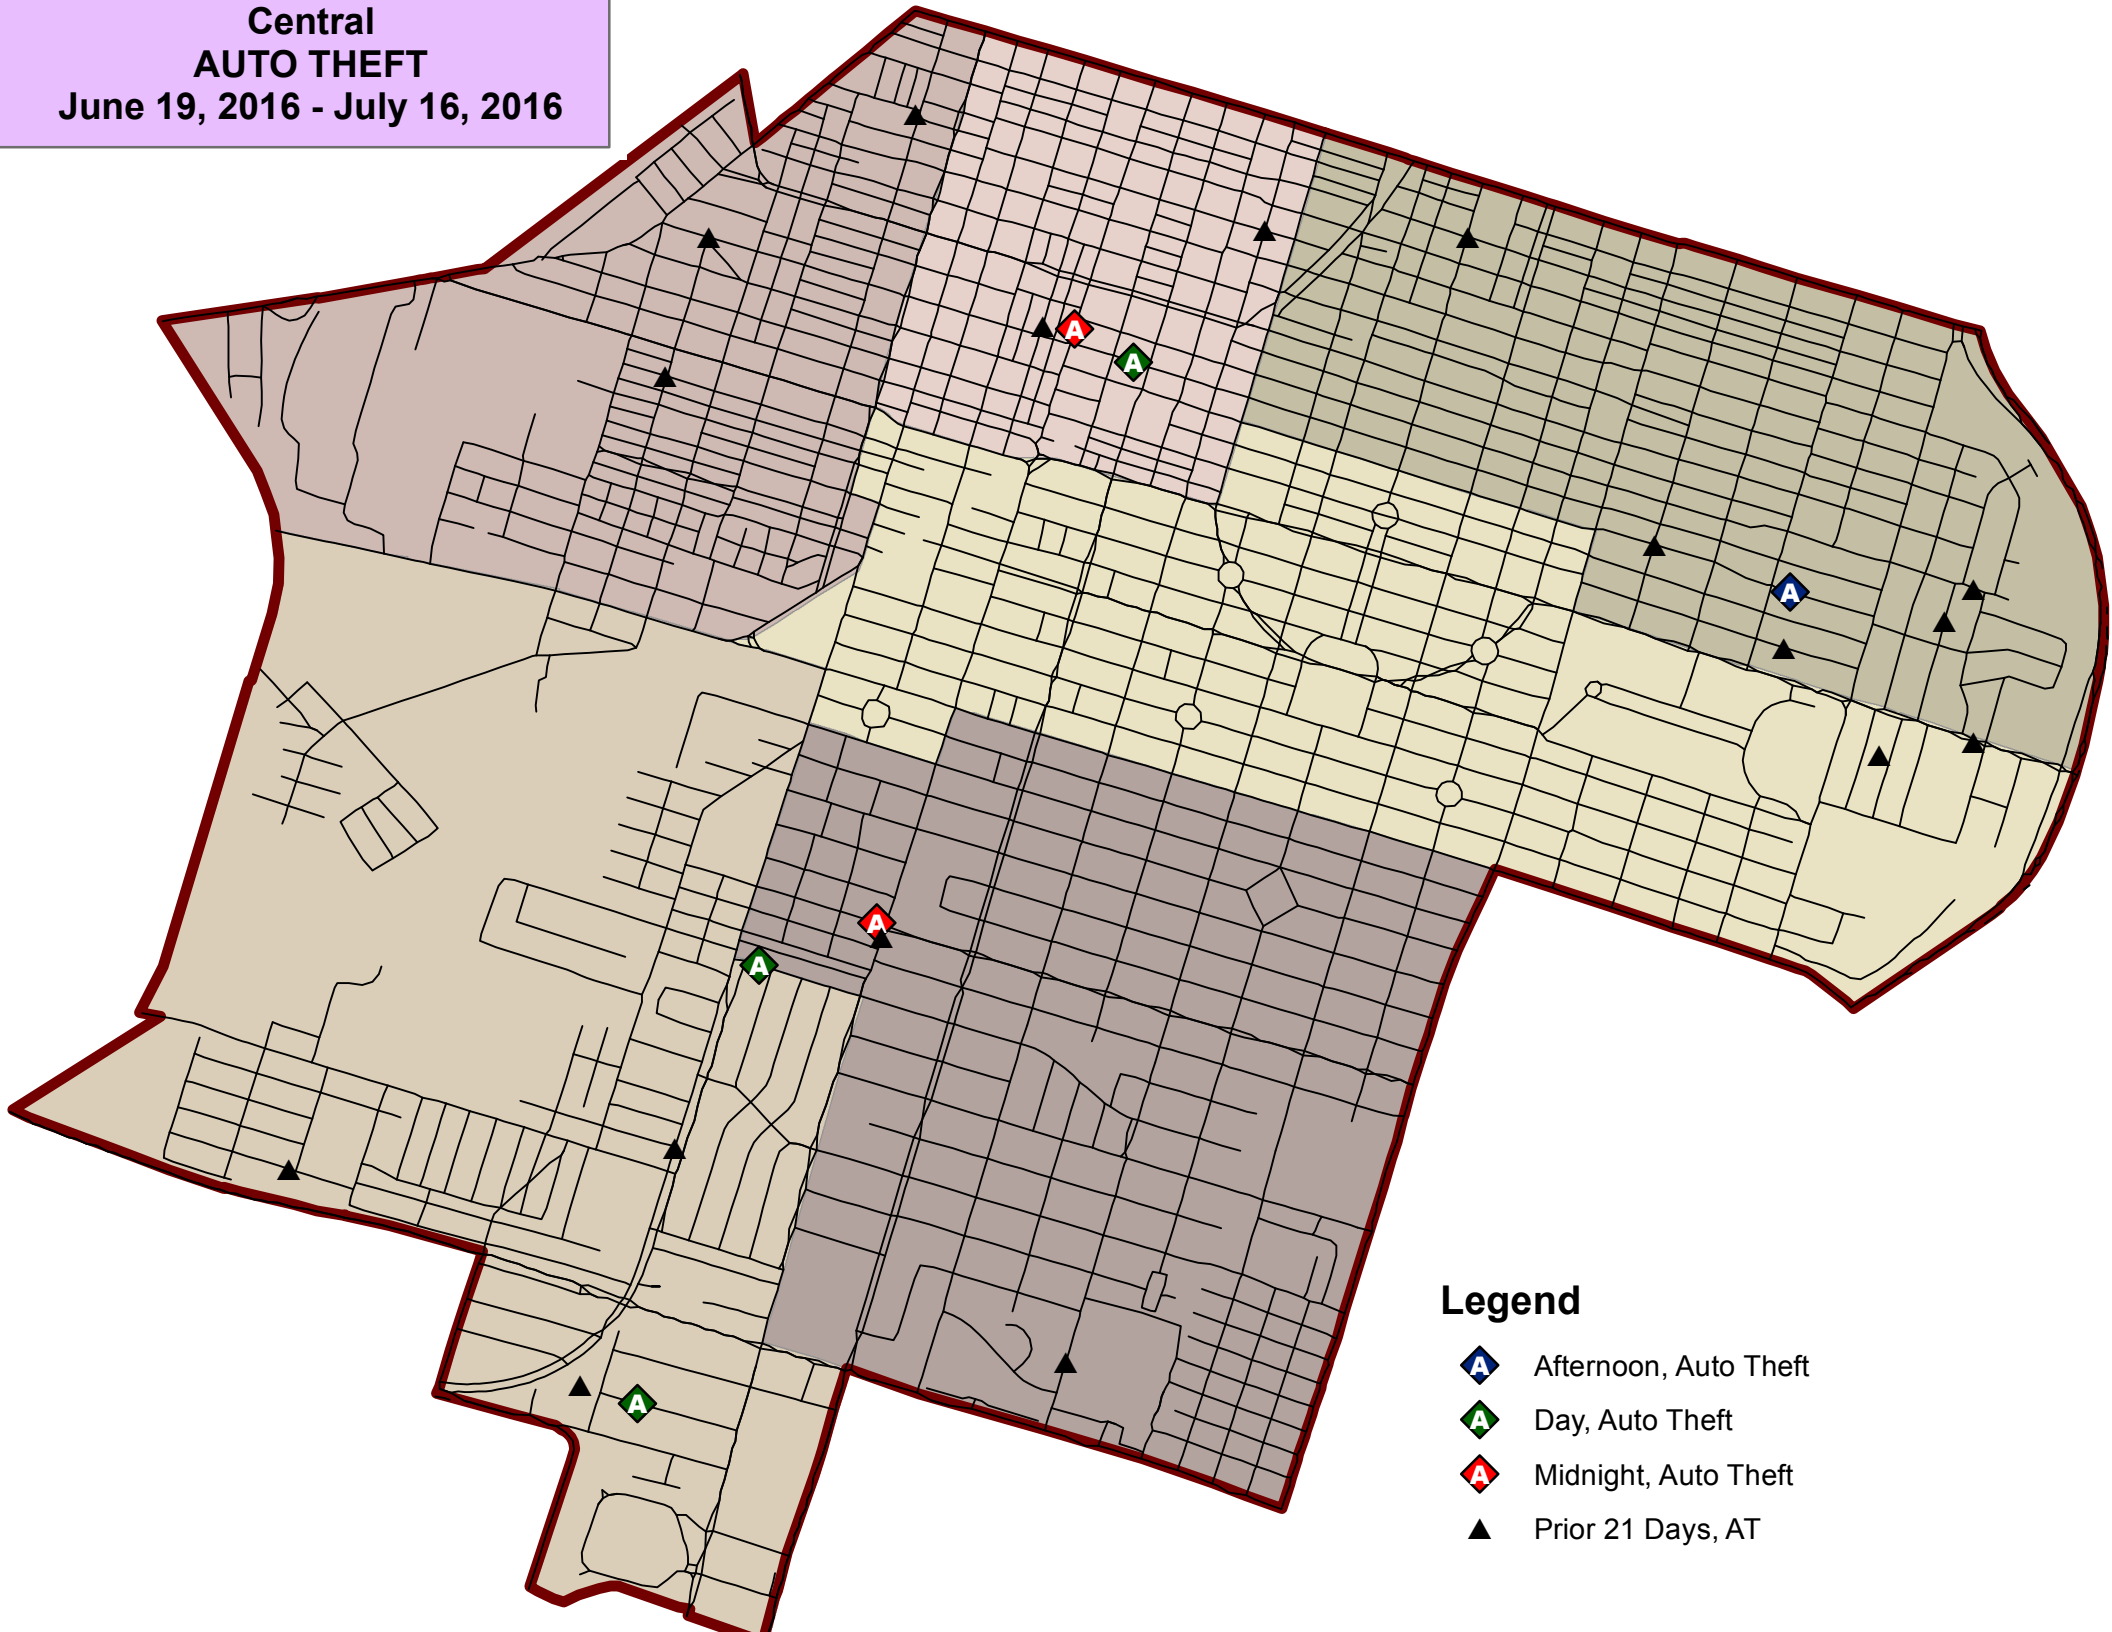 Central
AUTO THEFT
June 19, 2016 - July 16, 2016
A
A
A
A
A
A
Legend
A Afternoon, Auto Theft
A Day, Auto Theft
A Midnight, Auto Theft
Prior 21 Days, AT